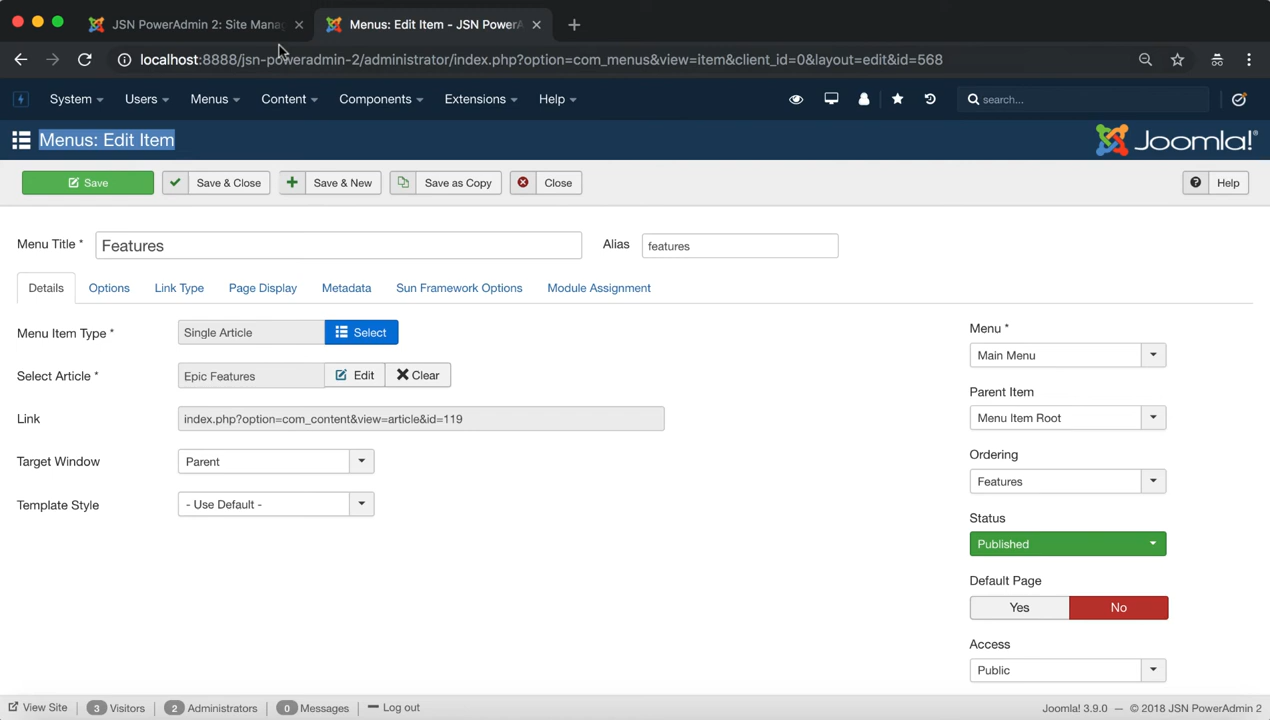 JSN PowerAdmin 2: Site Mana
Menus: Edit Item - JSN PowerA
localhost:8888/jsn-poweradmin-2/administrator/index.php?option=com_menus&view=item&client_id=0&layout=edit&id=568
System Users Menus Content Components Extensions Help search...
Menus: Edit Item Joomla!®
Save Save & Close Save & New Save as Copy Close Help
Menu Title * Features Alias features
Details Options Link Type Page Display Metadata Sun Framework Options Module Assignment
Menu Item Type * Single Article Select
Select Article * Epic Features Edit Clear
Link index.php?option=com_content&view=article&id=119
Target Window Parent
Template Style - Use Default -
Menu *
Main Menu
Parent Item
Menu Item Root
Ordering
Features
Status
Published
Default Page
Yes No
Access
Public
View Site 3 Visitors 2 Administrators 0 Messages Log out Joomla! 3.9.0 — © 2018 JSN PowerAdmin 2